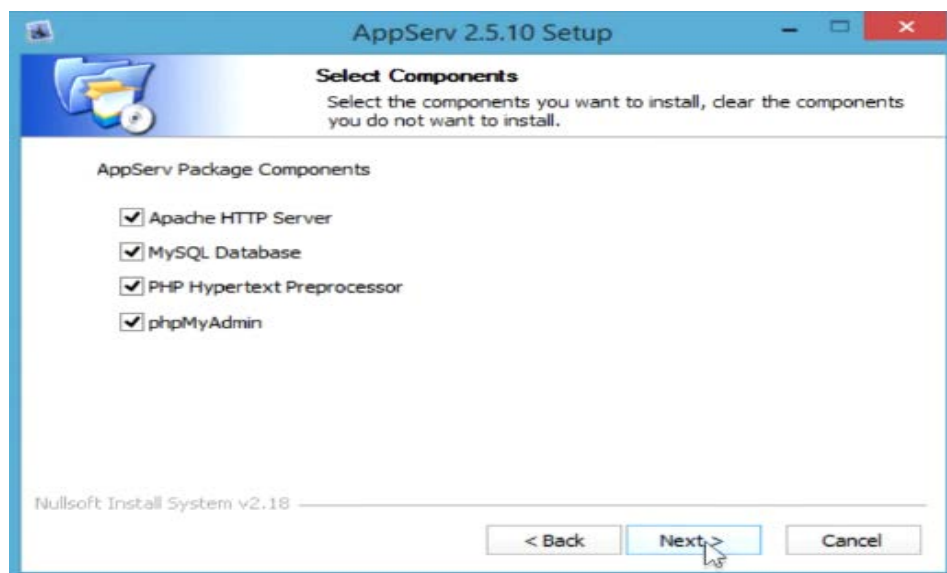 AppServ 2.5.10 Setup
Select Components
Select the components you want to install, clear the components
you do not want to install.
AppServ Package Components
Apache HTTP Server
MySQL Database
PHP Hypertext Preprocessor
phpMyAdmin
Nullsoft Install System v2.18
< Back
Next >
Cancel